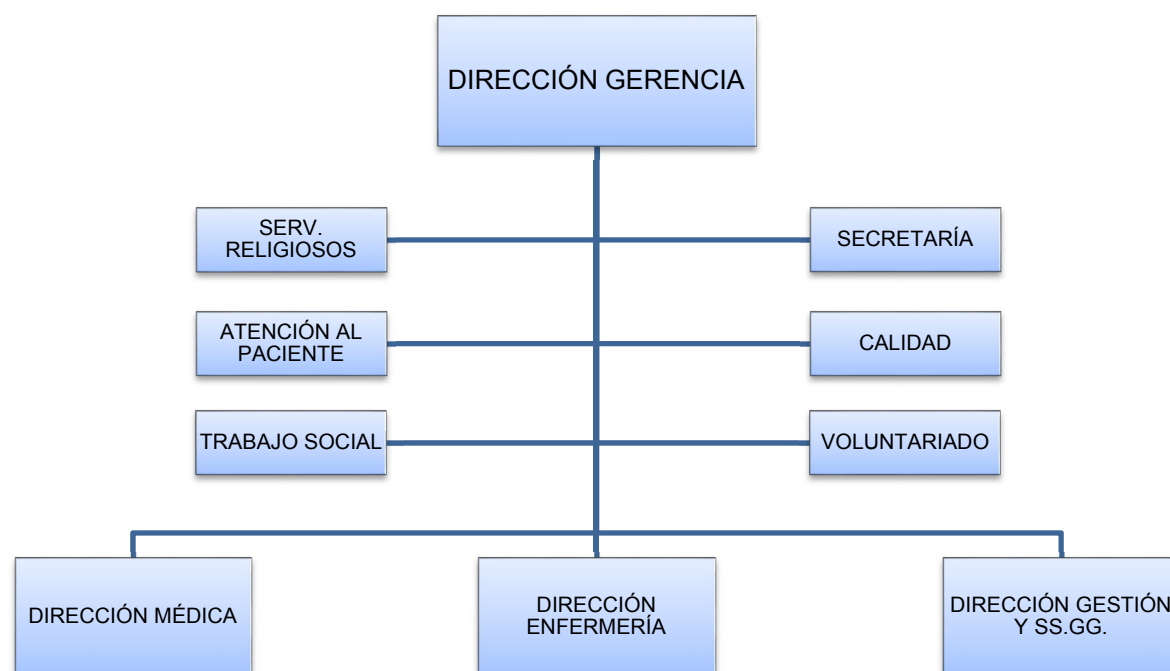 DIRECCIÓN GERENCIA
SERV.
RELIGIOSOS
SECRETARÍA
ATENCIÓN AL
PACIENTE
CALIDAD
TRABAJO SOCIAL
VOLUNTARIADO
DIRECCIÓN MÉDICA
DIRECCIÓN
ENFERMERÍA
DIRECCIÓN GESTIÓN
Y SS.GG.